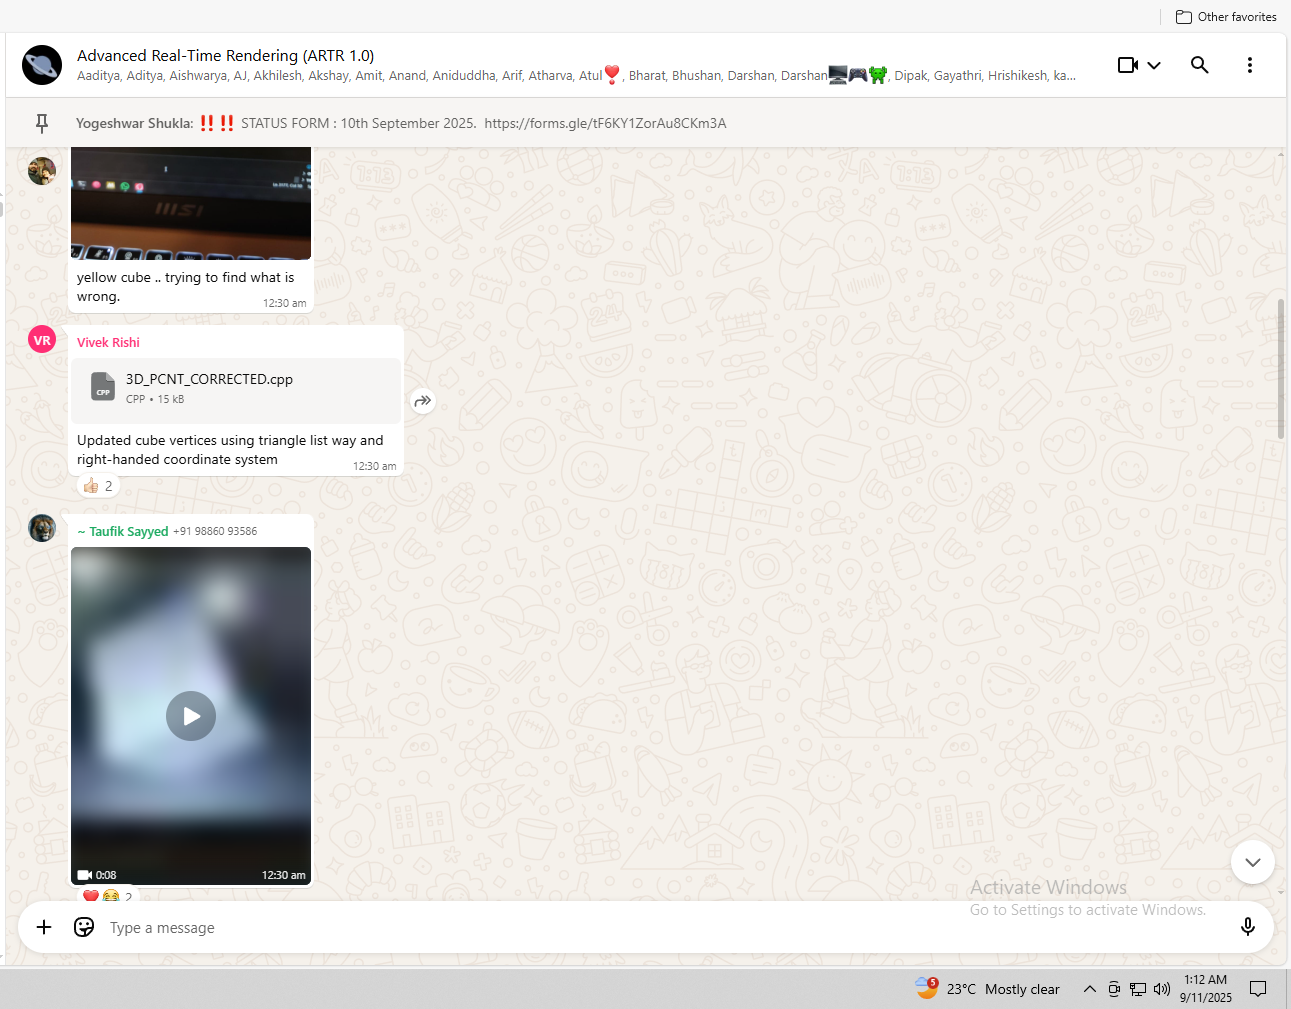 Other favorites
Advanced Real-Time Rendering (ARTR 1.0)
Aaditya, Aditya, Aishwarya, AJ, Akhilesh, Akshay, Amit, Anand, Aniduddha, Arif, Atharva, Atul❣️, Bharat, Bhushan, Darshan, Darshan🖥️🎮👾, Dipak, Gayathri, Hrishikesh, ka...
Yogeshwar Shukla: ‼️‼️ STATUS FORM : 10th September 2025. https://forms.gle/tF6KY1ZorAu8CKm3A
msi
yellow cube .. trying to find what is
wrong.
12:30 am
VR
Vivek Rishi
CPP
3D_PCNT_CORRECTED.cpp
CPP • 15 kB
Updated cube vertices using triangle list way and
right-handed coordinate system
12:30 am
👍🏼 2
~ Taufik Sayyed +91 98860 93586
0:08
12:30 am
❤️😂 2
Activate Windows
Go to Settings to activate Windows.
Type a message
5
23°C Mostly clear
1:12 AM
9/11/2025